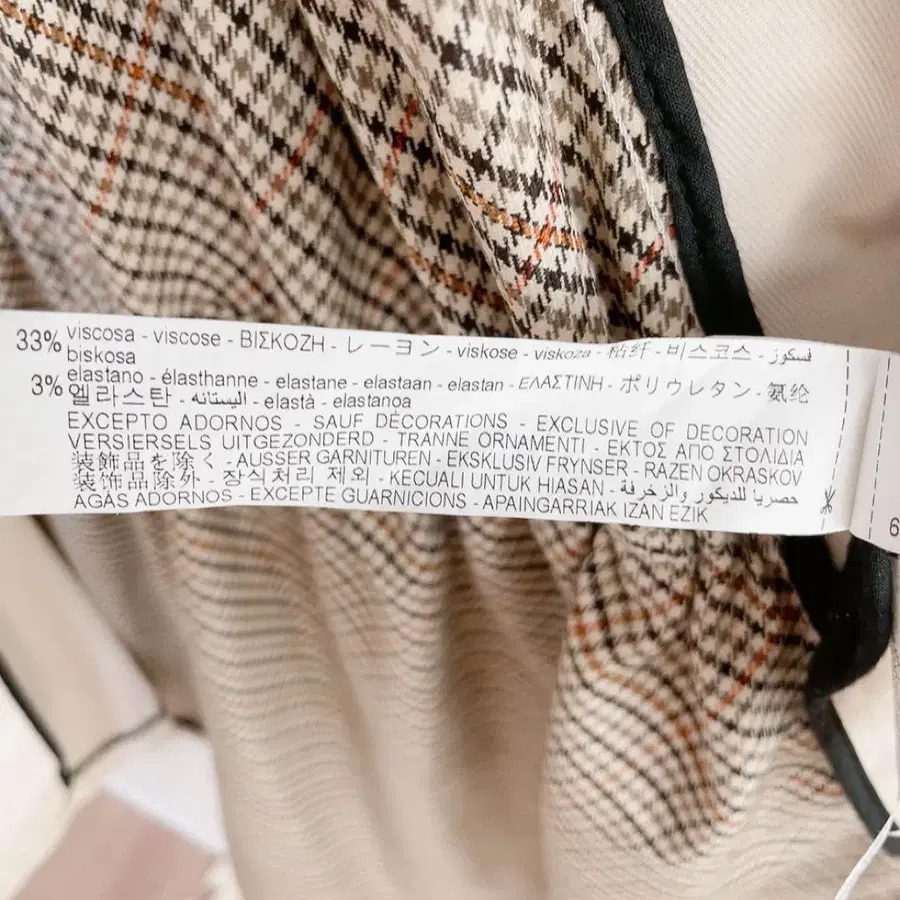 33% viscosa - viscose - ΒΙΣΚΟΖΗ - レーヨン - viskose - viskoza - 粘纤 - 비스코스 - فسكوز
biskosa
3% elastano - élasthanne - elastane - elastaan - elastan - ΕΛΑΣΤΙΝΗ - ポリウレタン - 氨纶
엘라스탄 - اليستانه - elastà - elastanoa
EXCEPTO ADORNOS - SAUF DÉCORATIONS - EXCLUSIVE OF DECORATION
VERSIERSELS UITGEZONDERD - TRANNE ORNAMENTI - ΕΚΤΟΣ ΑΠΟ ΣΤΟΛΙΔΙΑ
装飾品を除く - AUSSER GARNITUREN - EKSKLUSIV FRYNSER - RAZEN OKRASKOV
装饰品除外 - 장식처리 제외 - KECUALI UNTUK HIASAN - حصريا للديكور والزخرفة
AGAS ADORNOS - EXCEPTE GUARNICIONS - APAINGARRIAK IZAN EZIK
6